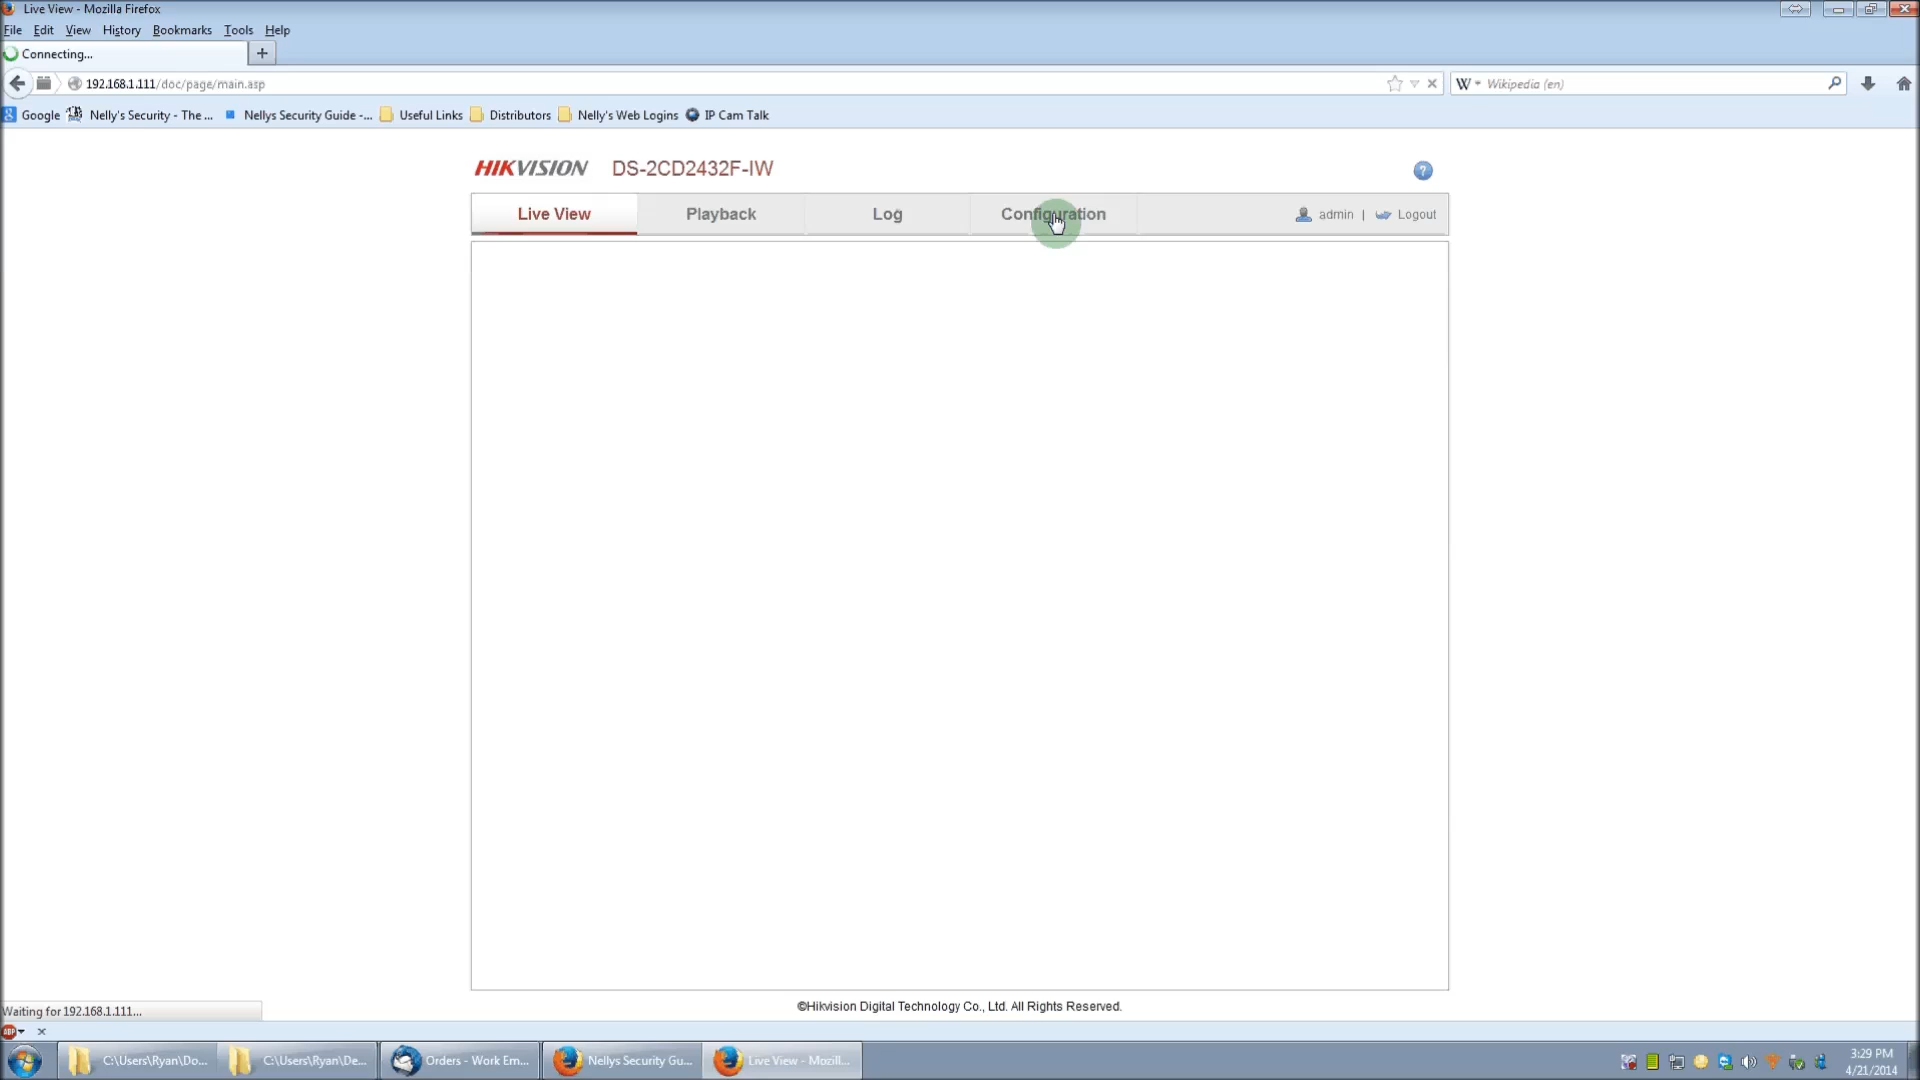 Live View - Mozilla Firefox
File Edit View History Bookmarks Tools Help
Connecting...
192.168.1.111/doc/page/main.asp
W Wikipedia (en)
Google Nelly's Security - The ... Nellys Security Guide -... Useful Links Distributors Nelly's Web Logins IP Cam Talk
HIKVISION DS-2CD2432F-IW
?
Live View Playback Log Configuration admin | Logout
©Hikvision Digital Technology Co., Ltd. All Rights Reserved.
Waiting for 192.168.1.111...
ABP
C:\Users\Ryan\Do... C:\Users\Ryan\De... Orders - Work Em... Nellys Security Gu... Live View - Mozill...
3:29 PM
4/21/2014